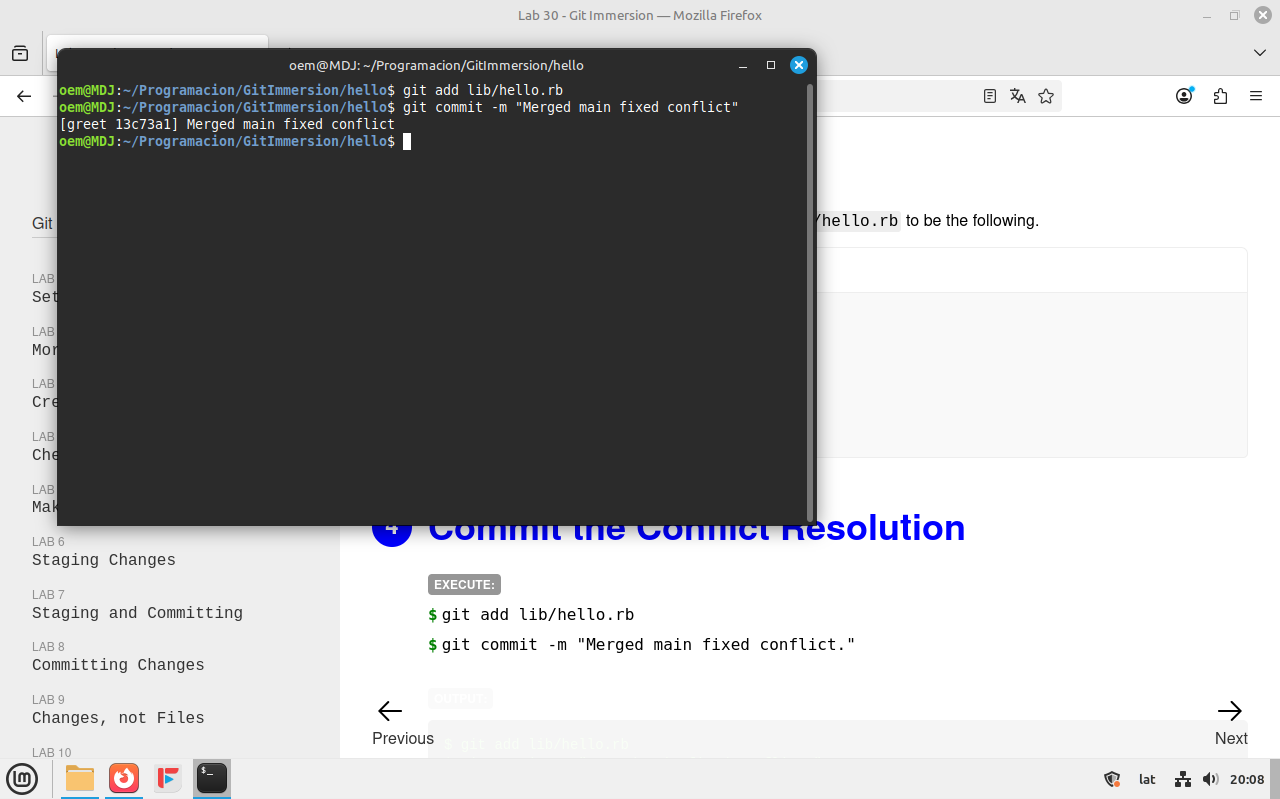 Lab 30 - Git Immersion — Mozilla Firefox
oem@MDJ: ~/Programacion/GitImmersion/hello
oem@MDJ:~/Programacion/GitImmersion/hello$ git add lib/hello.rb
oem@MDJ:~/Programacion/GitImmersion/hello$ git commit -m "Merged main fixed conflict"
[greet 13c73a1] Merged main fixed conflict
oem@MDJ:~/Programacion/GitImmersion/hello$
Git
/hello.rb to be the following.
LAB
Set
LAB
Mor
LAB
Cre
LAB
Che
LAB
Mak
LAB 6
Staging Changes
LAB 7
Staging and Committing
LAB 8
Committing Changes
LAB 9
Changes, not Files
LAB 10
4 Commit the Conflict Resolution
EXECUTE:
$ git add lib/hello.rb
$ git commit -m "Merged main fixed conflict."
OUTPUT:
$ git add lib/hello.rb
Previous
Next
lat
20:08